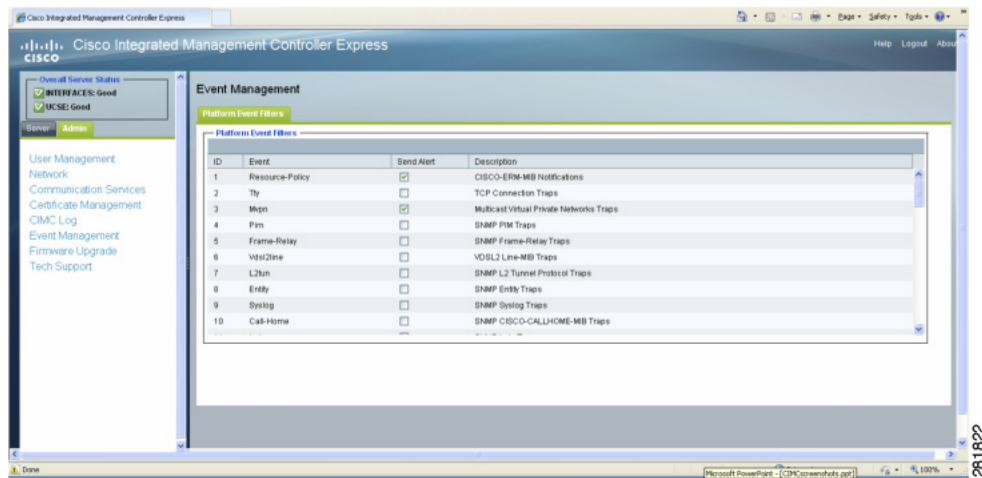 Cisco Integrated Management Controller Express
Page Safety Tools
CISCO Cisco Integrated Management Controller Express
Help Logout Abou
Overall Server Status
INTERFACES: Good
UCSE: Good
Server Admin
User Management
Network
Communication Services
Certificate Management
CIMC Log
Event Management
Firmware Upgrade
Tech Support
Event Management
Platform Event Filters
Platform Event Filters
ID Event Send Alert Description
1 Resource-Policy CISCO-ERM-MIB Notifications
2 Tty TCP Connection Traps
3 Mvpn Multicast Virtual Private Networks Traps
4 Pim SNMP PIM Traps
5 Frame-Relay SNMP Frame-Relay Traps
6 Vdsl2line VDSL2 Line-MIB Traps
7 L2tun SNMP L2 Tunnel Protocol Traps
8 Entity SNMP Entity Traps
9 Syslog SNMP Syslog Traps
10 Call-Home SNMP CISCO-CALLHOME-MIB Traps
Done
Microsoft PowerPoint - [CIMCscreenshots.ppt]
100%
281822